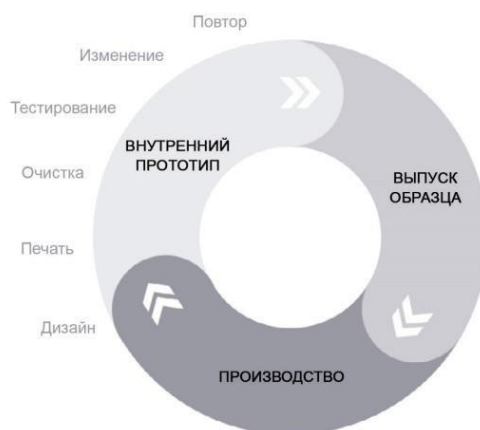 Повтор
Изменение
Тестирование
Очистка
Печать
Дизайн
ВНУТРЕННИЙ
ПРОТОТИП
ВЫПУСК
ОБРАЗЦА
ПРОИЗВОДСТВО